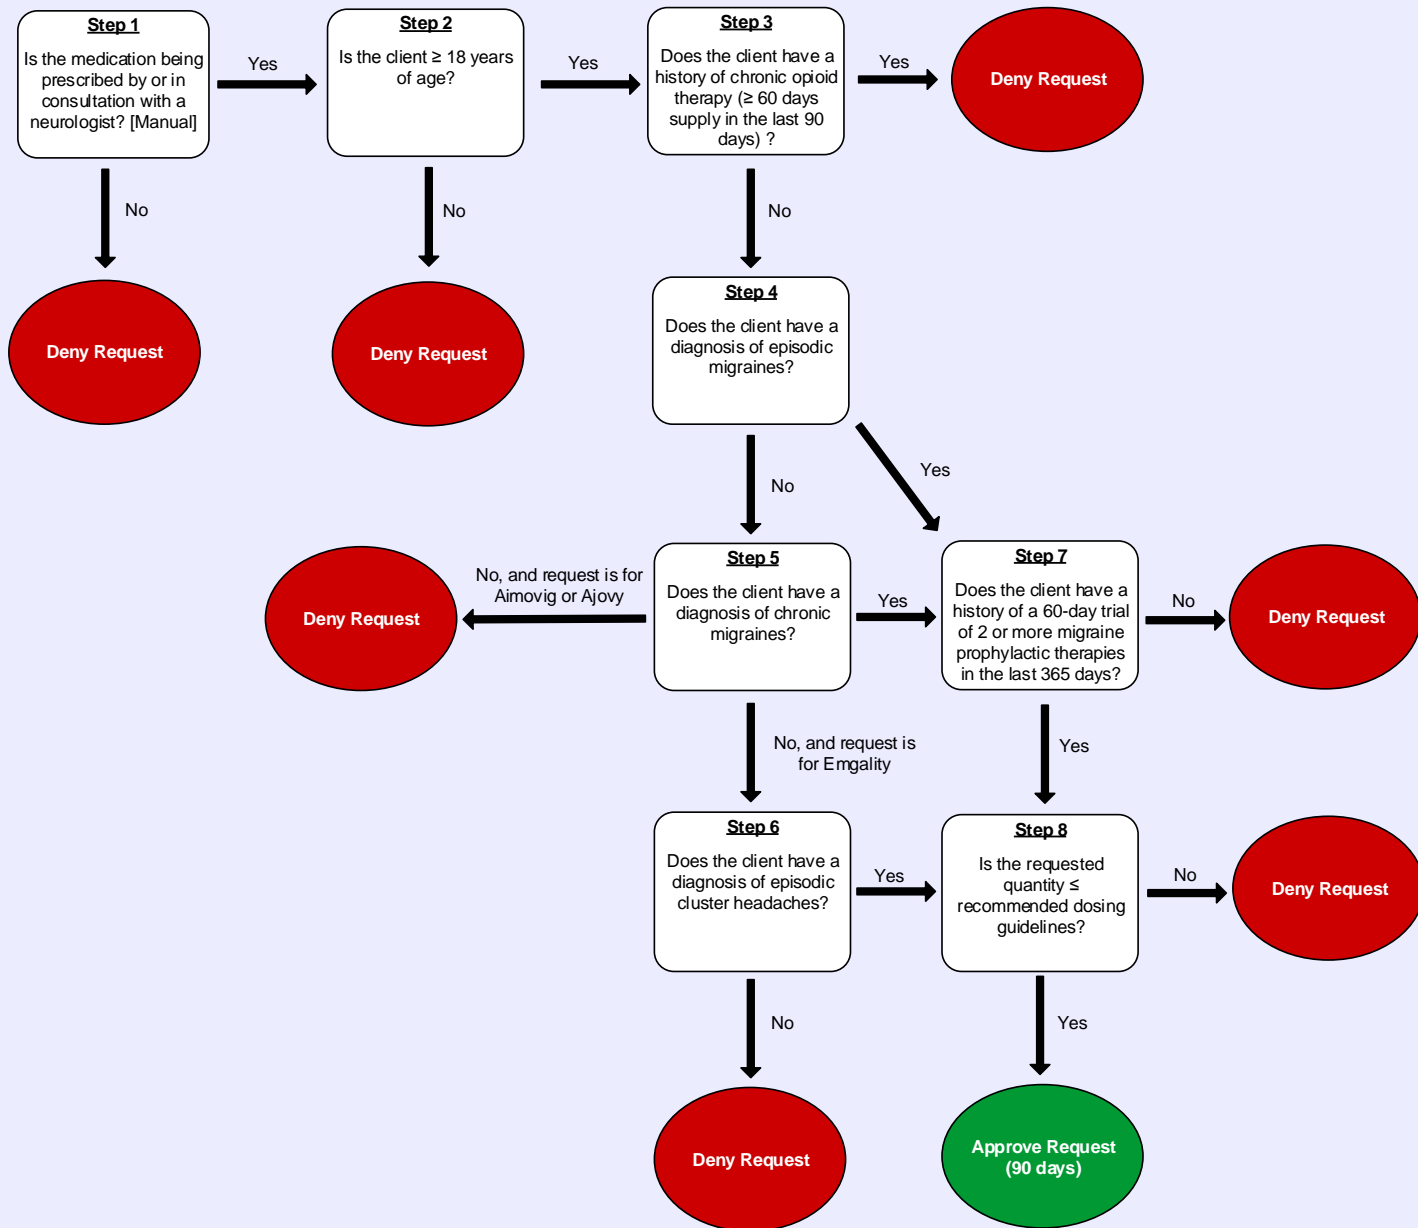 Step 1
Is the medication being
prescribed by or in
consultation with a
neurologist? [Manual]
Yes
Step 2
Is the client ≥ 18 years
of age?
Yes
Step 3
Does the client have a
history of chronic opioid
therapy (≥ 60 days
supply in the last 90
days) ?
Yes
Deny Request
No
No
No
Deny Request
Deny Request
Step 4
Does the client have a
diagnosis of episodic
migraines?
No
Yes
Deny Request
No, and request is for
Aimovig or Ajovy
Step 5
Does the client have a
diagnosis of chronic
migraines?
Yes
Step 7
Does the client have a
history of a 60-day trial
of 2 or more migraine
prophylactic therapies
in the last 365 days?
No
Deny Request
No, and request is
for Emgality
Yes
Step 6
Does the client have a
diagnosis of episodic
cluster headaches?
Yes
Step 8
Is the requested
quantity ≤
recommended dosing
guidelines?
No
Deny Request
No
Yes
Deny Request
Approve Request
(90 days)